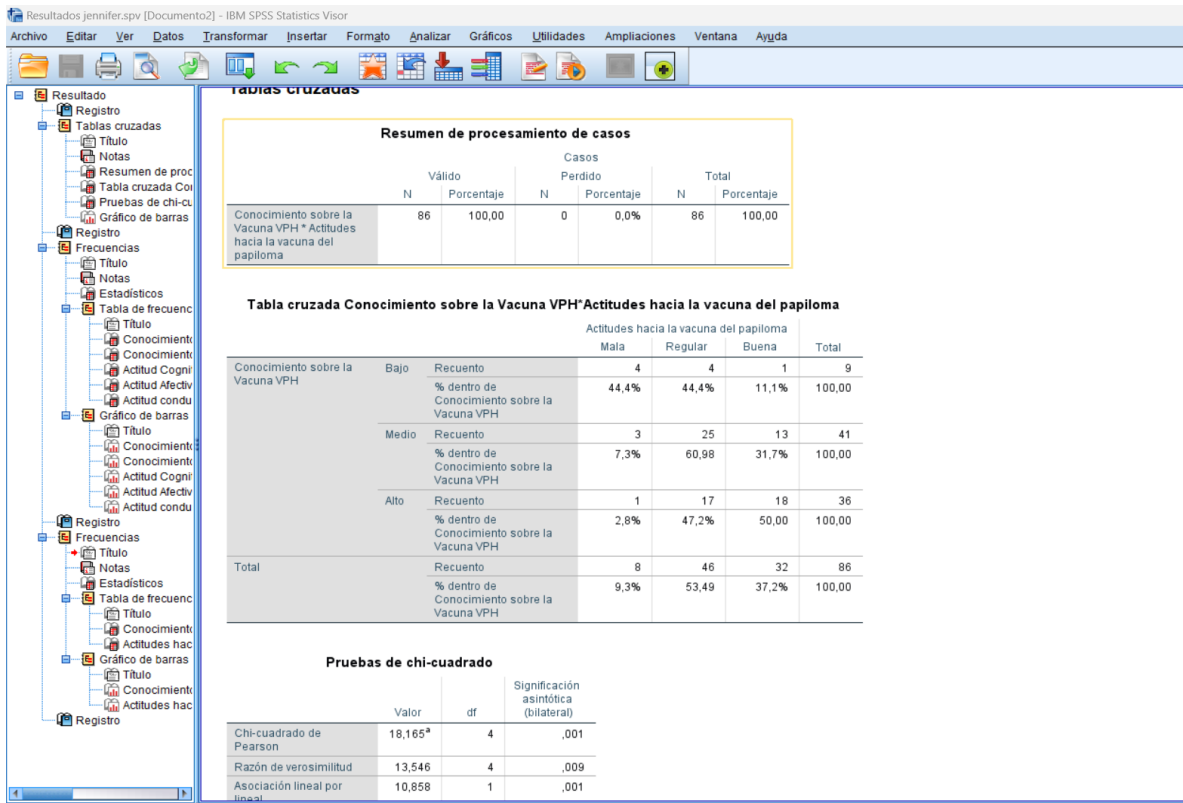 Resultados jennifer.spv [Documento2] - IBM SPSS Statistics Visor
Archivo Editar Ver Datos Transformar Insertar Formato Analizar Gráficos Utilidades Ampliaciones Ventana Ayuda
Resultado
Registro
Tablas cruzadas
Título
Notas
Resumen de proc
Tabla cruzada Coi
Pruebas de chi-cu
Gráfico de barras
Registro
Frecuencias
Título
Notas
Estadísticos
Tabla de frecuenc
Título
Conocimiento
Conocimiento
Actitud Cogni
Actitud Afectiv
Actitud condu
Gráfico de barras
Título
Conocimiento
Conocimiento
Actitud Cogni
Actitud Afectiv
Actitud condu
Registro
Frecuencias
Título
Notas
Estadísticos
Tabla de frecuenc
Título
Conocimiento
Actitudes hac
Gráfico de barras
Título
Conocimiento
Actitudes hac
Registro
Tablas cruzadas
Resumen de procesamiento de casos
Casos
Válido Perdido Total
N Porcentaje N Porcentaje N Porcentaje
Conocimiento sobre la 86 100,00 0 0,0% 86 100,00
Vacuna VPH * Actitudes
hacia la vacuna del
papiloma
Tabla cruzada Conocimiento sobre la Vacuna VPH*Actitudes hacia la vacuna del papiloma
Actitudes hacia la vacuna del papiloma
Mala Regular Buena Total
Conocimiento sobre la Bajo Recuento 4 4 1 9
Vacuna VPH
% dentro de 44,4% 44,4% 11,1% 100,00
Conocimiento sobre la
Vacuna VPH
Medio Recuento 3 25 13 41
% dentro de 7,3% 60,98 31,7% 100,00
Conocimiento sobre la
Vacuna VPH
Alto Recuento 1 17 18 36
% dentro de 2,8% 47,2% 50,00 100,00
Conocimiento sobre la
Vacuna VPH
Total Recuento 8 46 32 86
% dentro de 9,3% 53,49 37,2% 100,00
Conocimiento sobre la
Vacuna VPH
Pruebas de chi-cuadrado
Significación
asintótica
Valor df (bilateral)
Chi-cuadrado de 18,165ª 4 ,001
Pearson
Razón de verosimilitud 13,546 4 ,009
Asociación lineal por 10,858 1 ,001
lineal